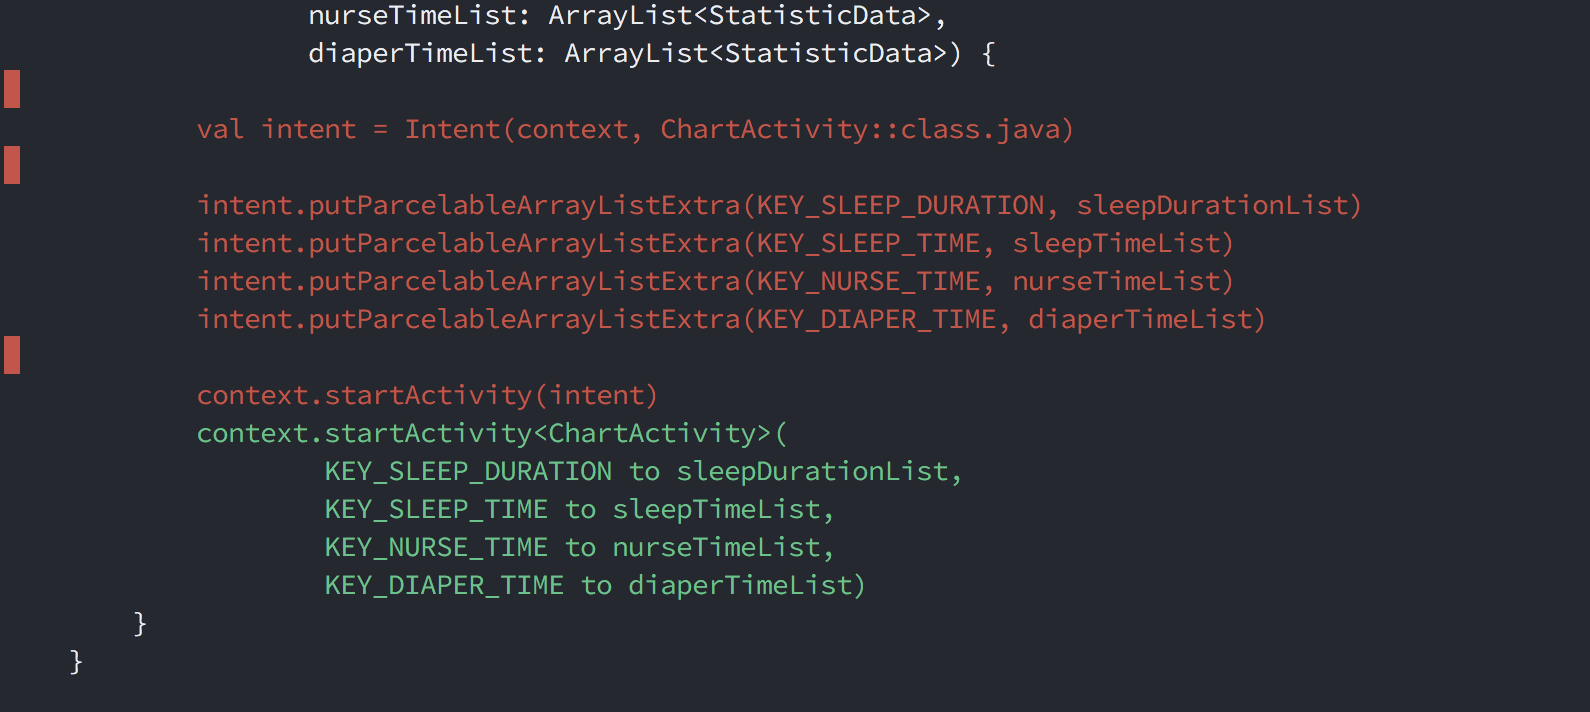 nurseTimeList: ArrayList<StatisticData>,
diaperTimeList: ArrayList<StatisticData>) {
val intent = Intent(context, ChartActivity::class.java)
intent.putParcelableArrayListExtra(KEY_SLEEP_DURATION, sleepDurationList)
intent.putParcelableArrayListExtra(KEY_SLEEP_TIME, sleepTimeList)
intent.putParcelableArrayListExtra(KEY_NURSE_TIME, nurseTimeList)
intent.putParcelableArrayListExtra(KEY_DIAPER_TIME, diaperTimeList)
context.startActivity(intent)
context.startActivity<ChartActivity>(
KEY_SLEEP_DURATION to sleepDurationList,
KEY_SLEEP_TIME to sleepTimeList,
KEY_NURSE_TIME to nurseTimeList,
KEY_DIAPER_TIME to diaperTimeList)
}
}